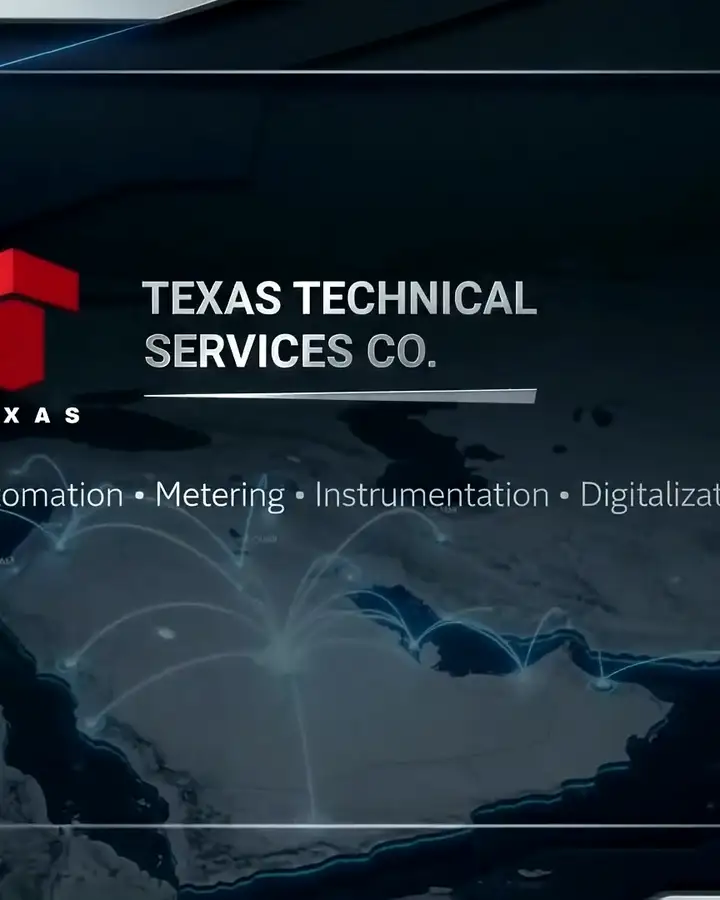 TEXAS TECHNICAL
SERVICES CO.
XAS
omation • Metering • Instrumentation • Digitalizat